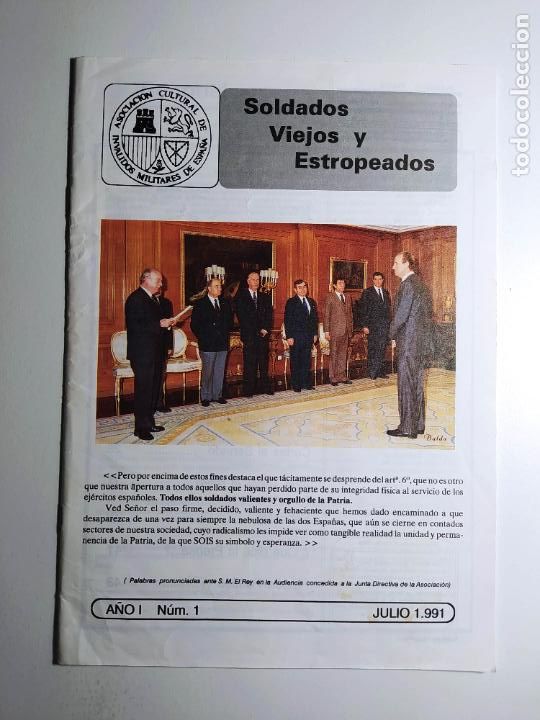 ASOCIACION CULTURAL DE
INVALIDOS MILITARES DE ESPAÑA
Soldados
Viejos y
Estropeados
Baldo
<<Pero por encima de estos fines destaca el que tácitamente se desprende del artº. 6º, que no es otro
que nuestra apertura a todos aquellos que hayan perdido parte de su integridad física al servicio de los
ejércitos españoles. Todos ellos soldados valientes y orgullo de la Patria.
Ved Señor el paso firme, decidido, valiente y fehaciente que hemos dado encaminado a que
desaparezca de una vez para siempre la nebulosa de las dos Españas, que aún se cierne en contados
sectores de nuestra sociedad, cuyo radicalismo les impide ver como tangible realidad la unidad y perma-
nencia de la Patria, de la que SOIS su símbolo y esperanza. >>
( Palabras pronunciadas ante S. M. El Rey en la Audiencia concedida a la Junta Directiva de la Asociación)
AÑO I Núm. 1 JULIO 1.991
todocoleccion